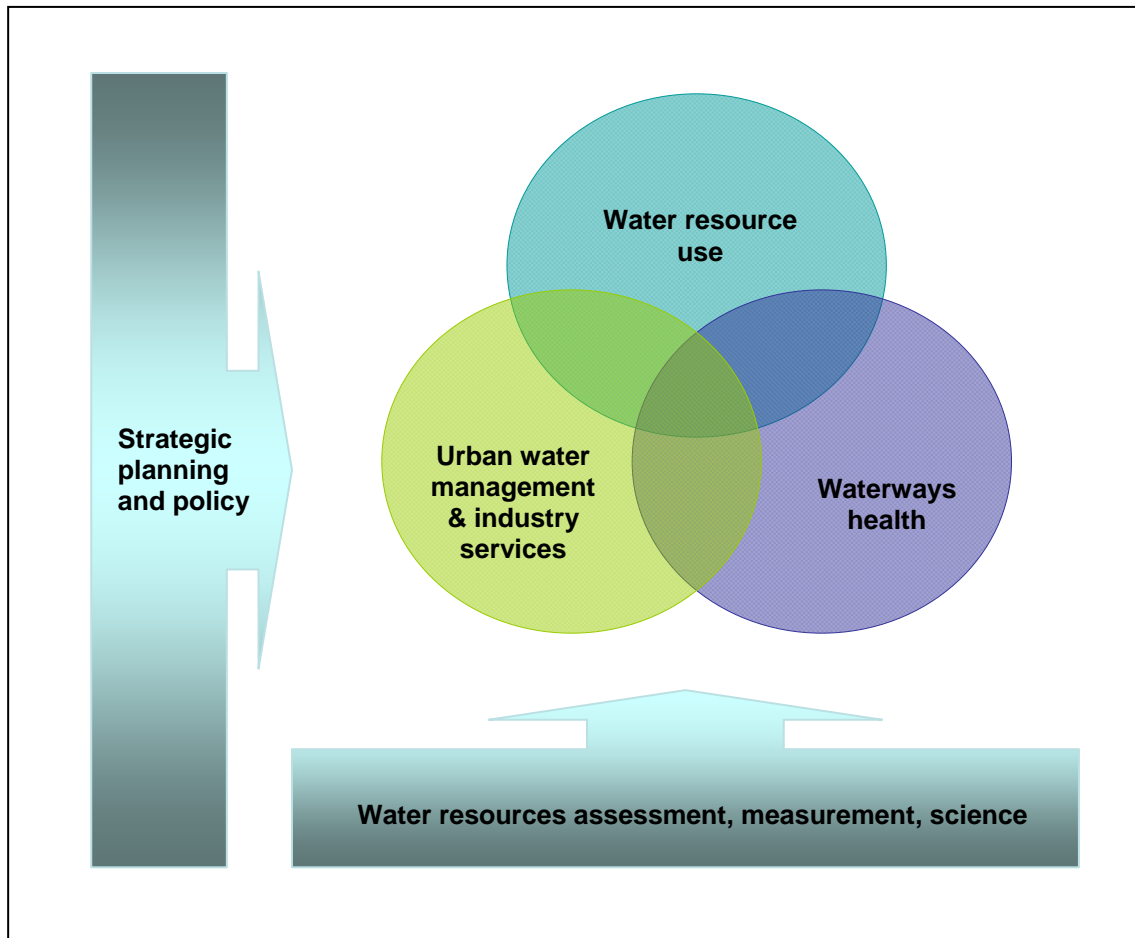 Water resource
use
Strategic
planning
and policy
Urban water
management
& industry
services
Waterways
health
Water resources assessment, measurement, science